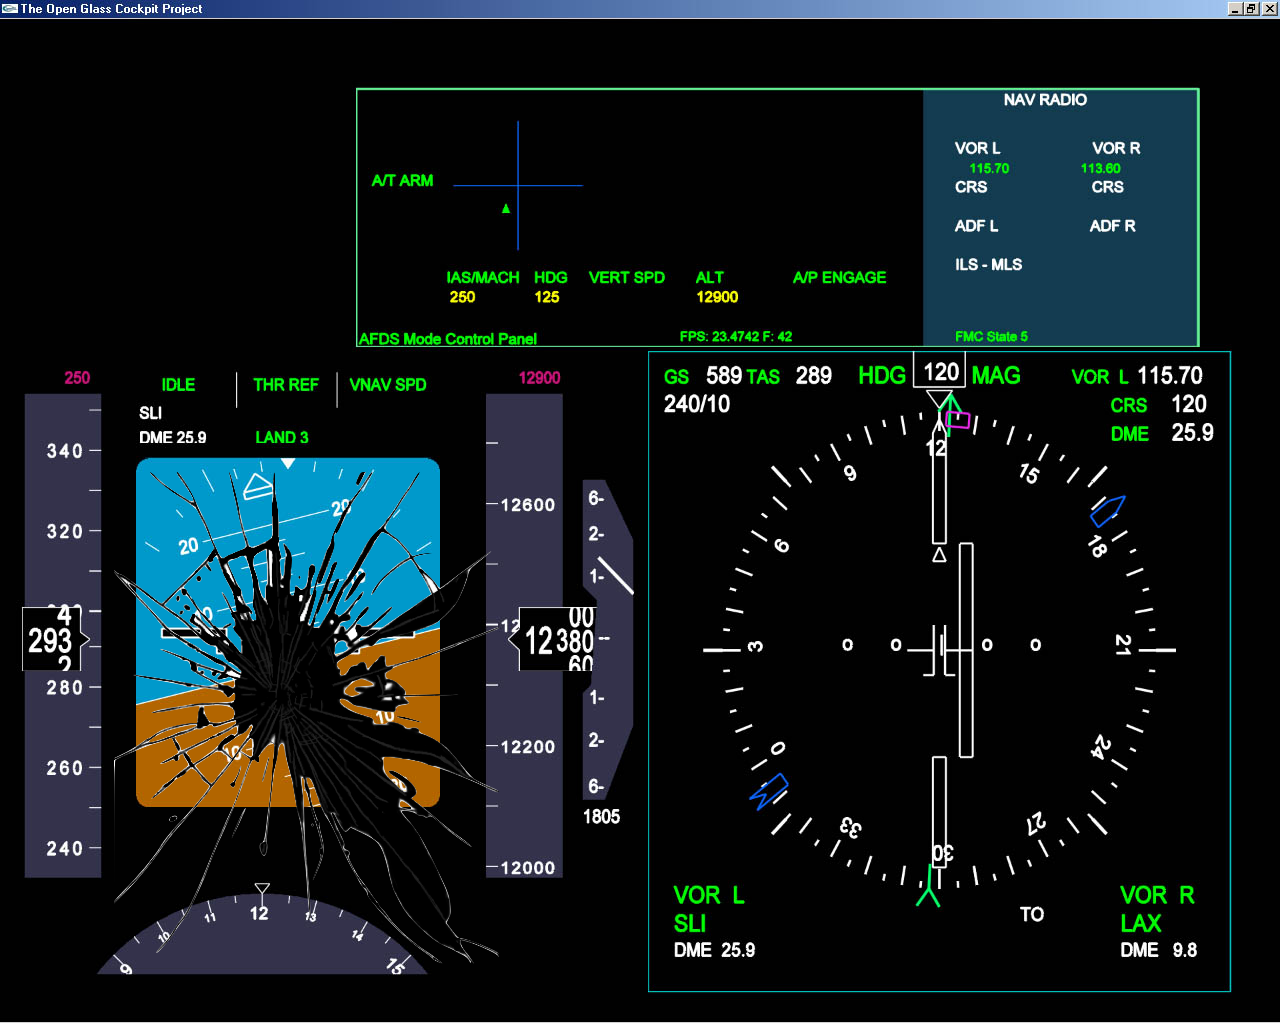 The Open Glass Cockpit Project
NAV RADIO
VOR L VOR R
115.70 113.60
CRS CRS
ADF L ADF R
ILS - MLS
FMC State 5
A/T ARM
IAS/MACH HDG VERT SPD ALT A/P ENGAGE
250 125 12900
AFDS Mode Control Panel FPS: 23.4742 F: 42
250 IDLE THR REF VNAV SPD 12900
SLI
DME 25.9 LAND 3
340
320
4
293
2
280
260
240
20
20
10
10
12600
00
12 380
60
12200
12000
6-
2-
1-
1-
2-
6-
1805
9
10
11
12
13
14
15
GS 589 TAS 289 HDG 120 MAG VOR L 115.70
240/10 CRS 120
DME 25.9
12
15
18
21
24
27
30
33
0
3
6
9
VOR L VOR R
SLI TO LAX
DME 25.9 DME 9.8